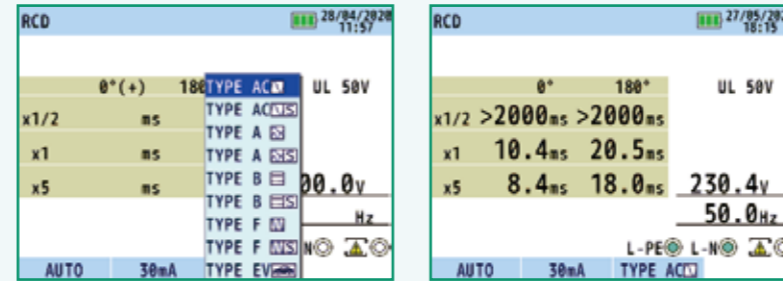 RCD 28/04/2020
11:57
0°(+) 180 TYPE AC UL 50V
TYPE AC S
x1/2 ms
TYPE A
x1 ms TYPE A S
TYPE B
x5 ms 00.0V
TYPE B S
Hz
TYPE F
TYPE F S N
AUTO 30mA TYPE EV
RCD 27/05/202
18:15
0° 180° UL 50V
x1/2 >2000ms >2000ms
x1 10.4ms 20.5ms
x5 8.4ms 18.0ms 230.4V
50.0Hz
L-PE L-N
AUTO 30mA TYPE AC